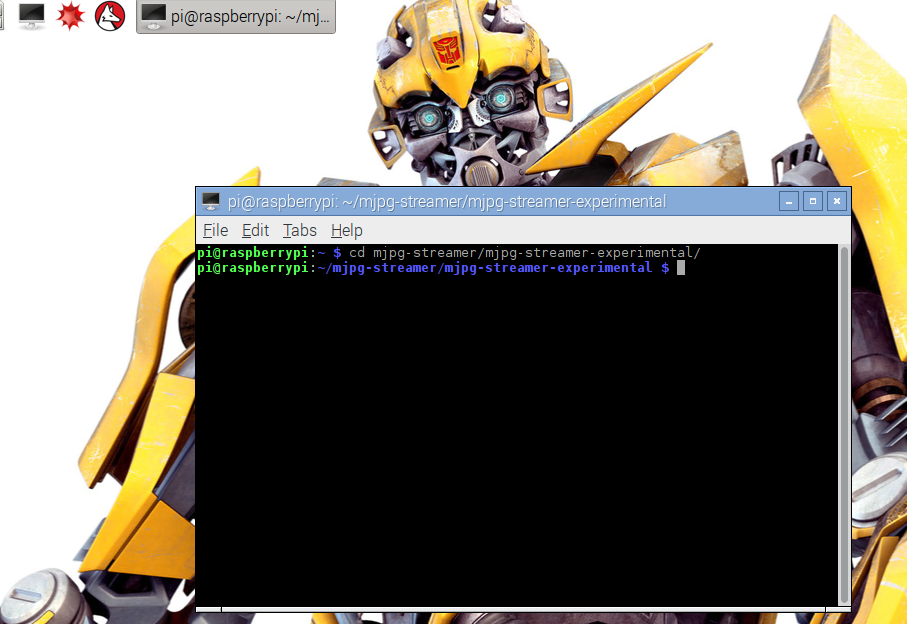 pi@raspberrypi: ~/mj...
pi@raspberrypi: ~/mjpg-streamer/mjpg-streamer-experimental
File Edit Tabs Help
pi@raspberrypi:~ $ cd mjpg-streamer/mjpg-streamer-experimental/
pi@raspberrypi:~/mjpg-streamer/mjpg-streamer-experimental $